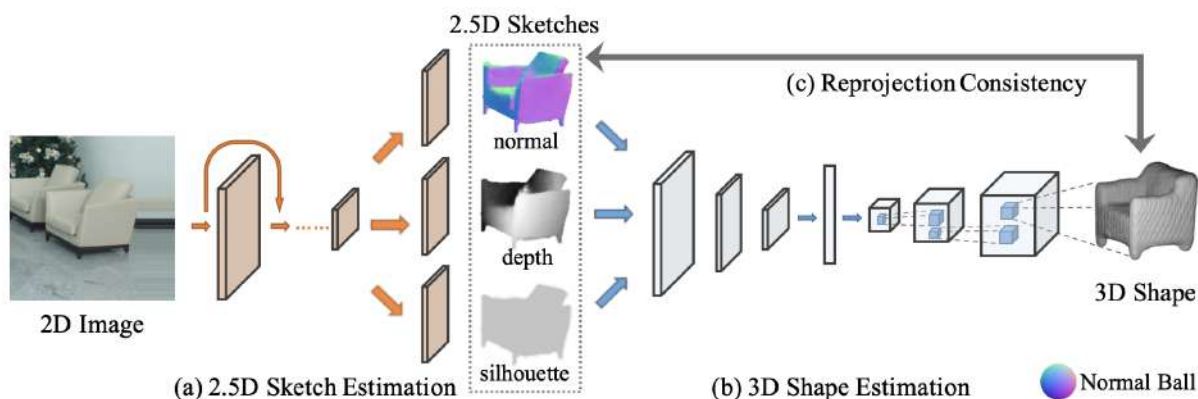 2.5D Sketches
(c) Reprojection Consistency
normal
depth
silhouette
2D Image
3D Shape
(a) 2.5D Sketch Estimation
(b) 3D Shape Estimation
Normal Ball